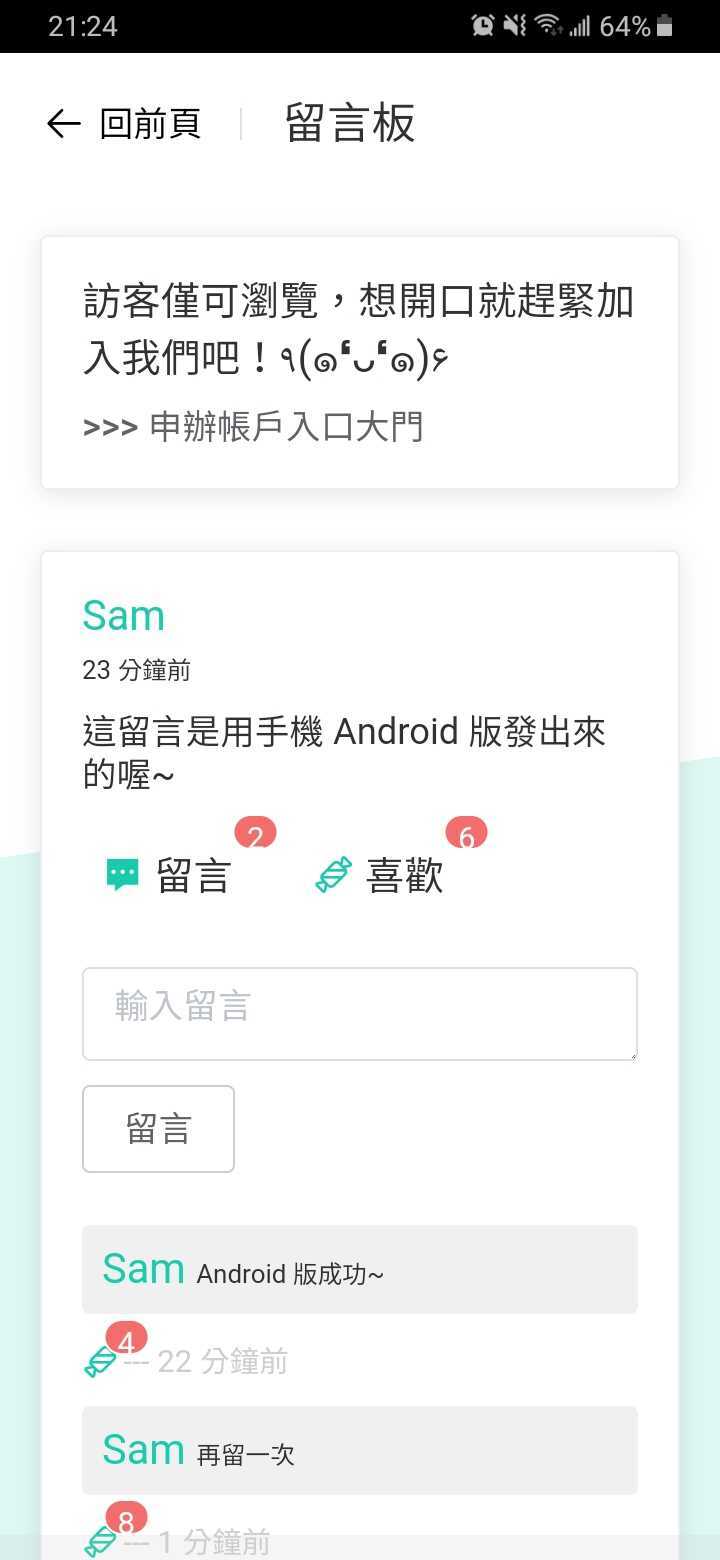 21:24 64%
回前頁 留言板
訪客僅可瀏覽，想開口就趕緊加
入我們吧！٩(๑❛ᴗ❛๑)۶
>>> 申辦帳戶入口大門
Sam
23 分鐘前
這留言是用手機 Android 版發出來
的喔~
留言 2 喜歡 6
輸入留言
留言
Sam Android 版成功~
4 --- 22 分鐘前
Sam 再留一次
8 --- 1 分鐘前